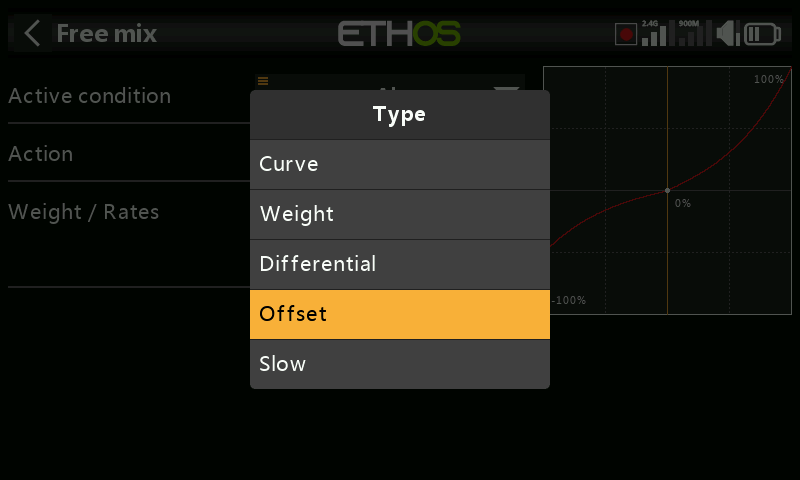 Free mix
ETHOS
2.4G
900M
Active condition
Action
Weight / Rates
Type
Curve
Weight
Differential
Offset
Slow
100%
0%
-100%